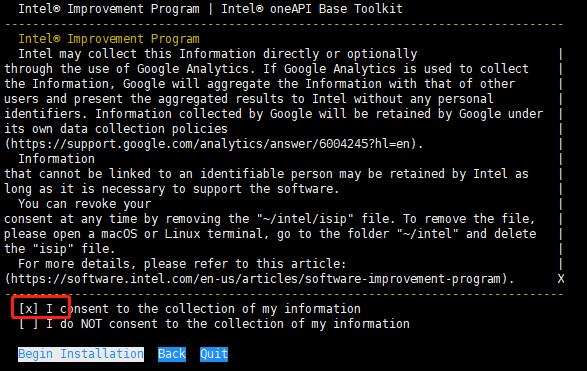 Intel® Improvement Program | Intel® oneAPI Base Toolkit
Intel® Improvement Program
Intel may collect this Information directly or optionally
through the use of Google Analytics. If Google Analytics is used to collect
the Information, Google will aggregate the Information with that of other
users and present the aggregated results to Intel without any personal
identifiers. Information collected by Google will be retained by Google under
its own data collection policies
(https://support.google.com/analytics/answer/6004245?hl=en).
Information
that cannot be linked to an identifiable person may be retained by Intel as
long as it is necessary to support the software.
You can revoke your
consent at any time by removing the "~/intel/isip" file. To remove the file,
please open a macOS or Linux terminal, go to the folder "~/intel" and delete
the "isip" file.
For more details, please refer to this article:
(https://software.intel.com/en-us/articles/software-improvement-program). X
[x] I consent to the collection of my information
[ ] I do NOT consent to the collection of my information
Begin Installation Back Quit